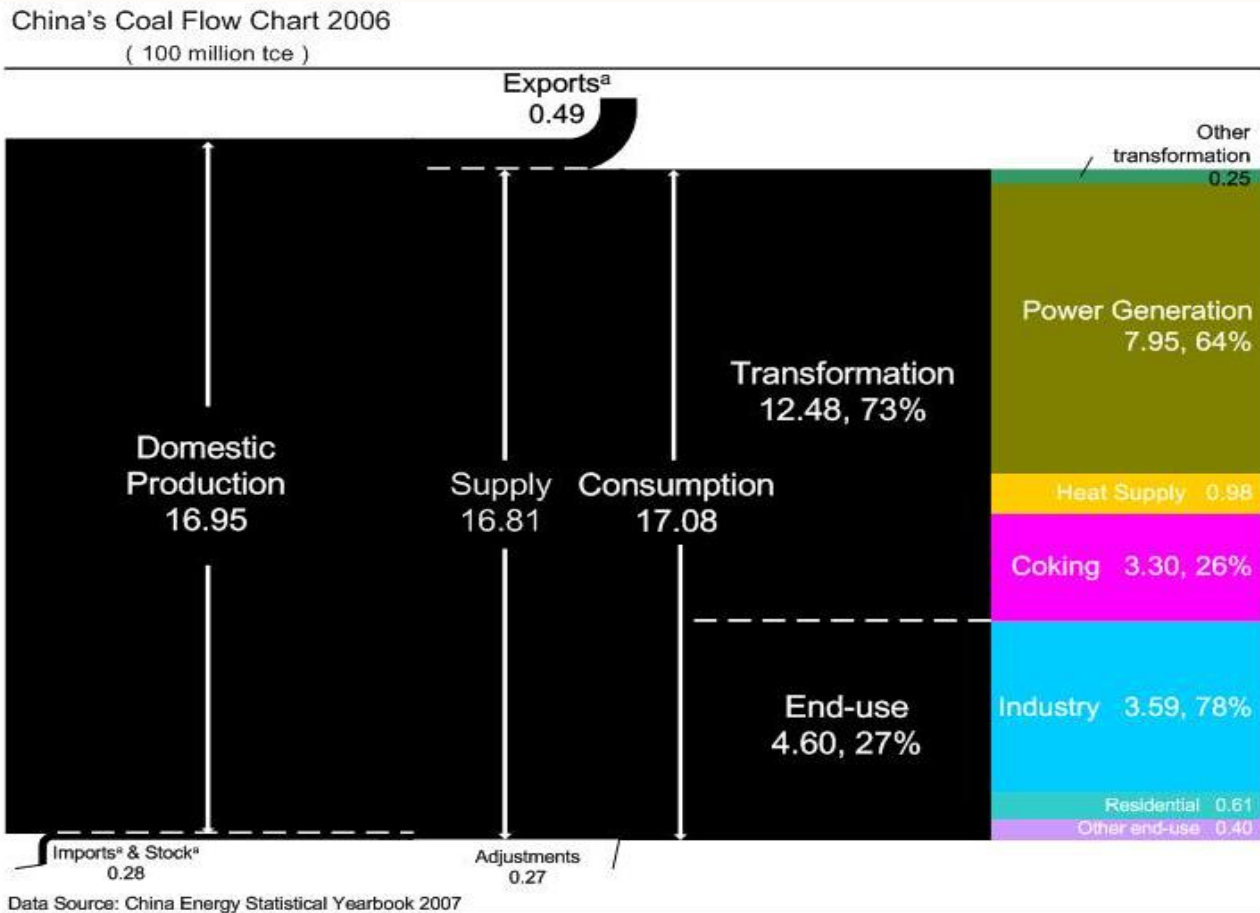 China's Coal Flow Chart 2006
( 100 million tce )
Exportsᵃ
0.49
Other
transformation
0.25
Power Generation
7.95, 64%
Transformation
12.48, 73%
Domestic
Production
16.95
Supply
16.81
Consumption
17.08
Heat Supply 0.98
Coking 3.30, 26%
End-use
4.60, 27%
Industry 3.59, 78%
Residential 0.61
Other end-use 0.40
Importsᵃ & Stockᵃ
0.28
Adjustments
0.27
Data Source: China Energy Statistical Yearbook 2007